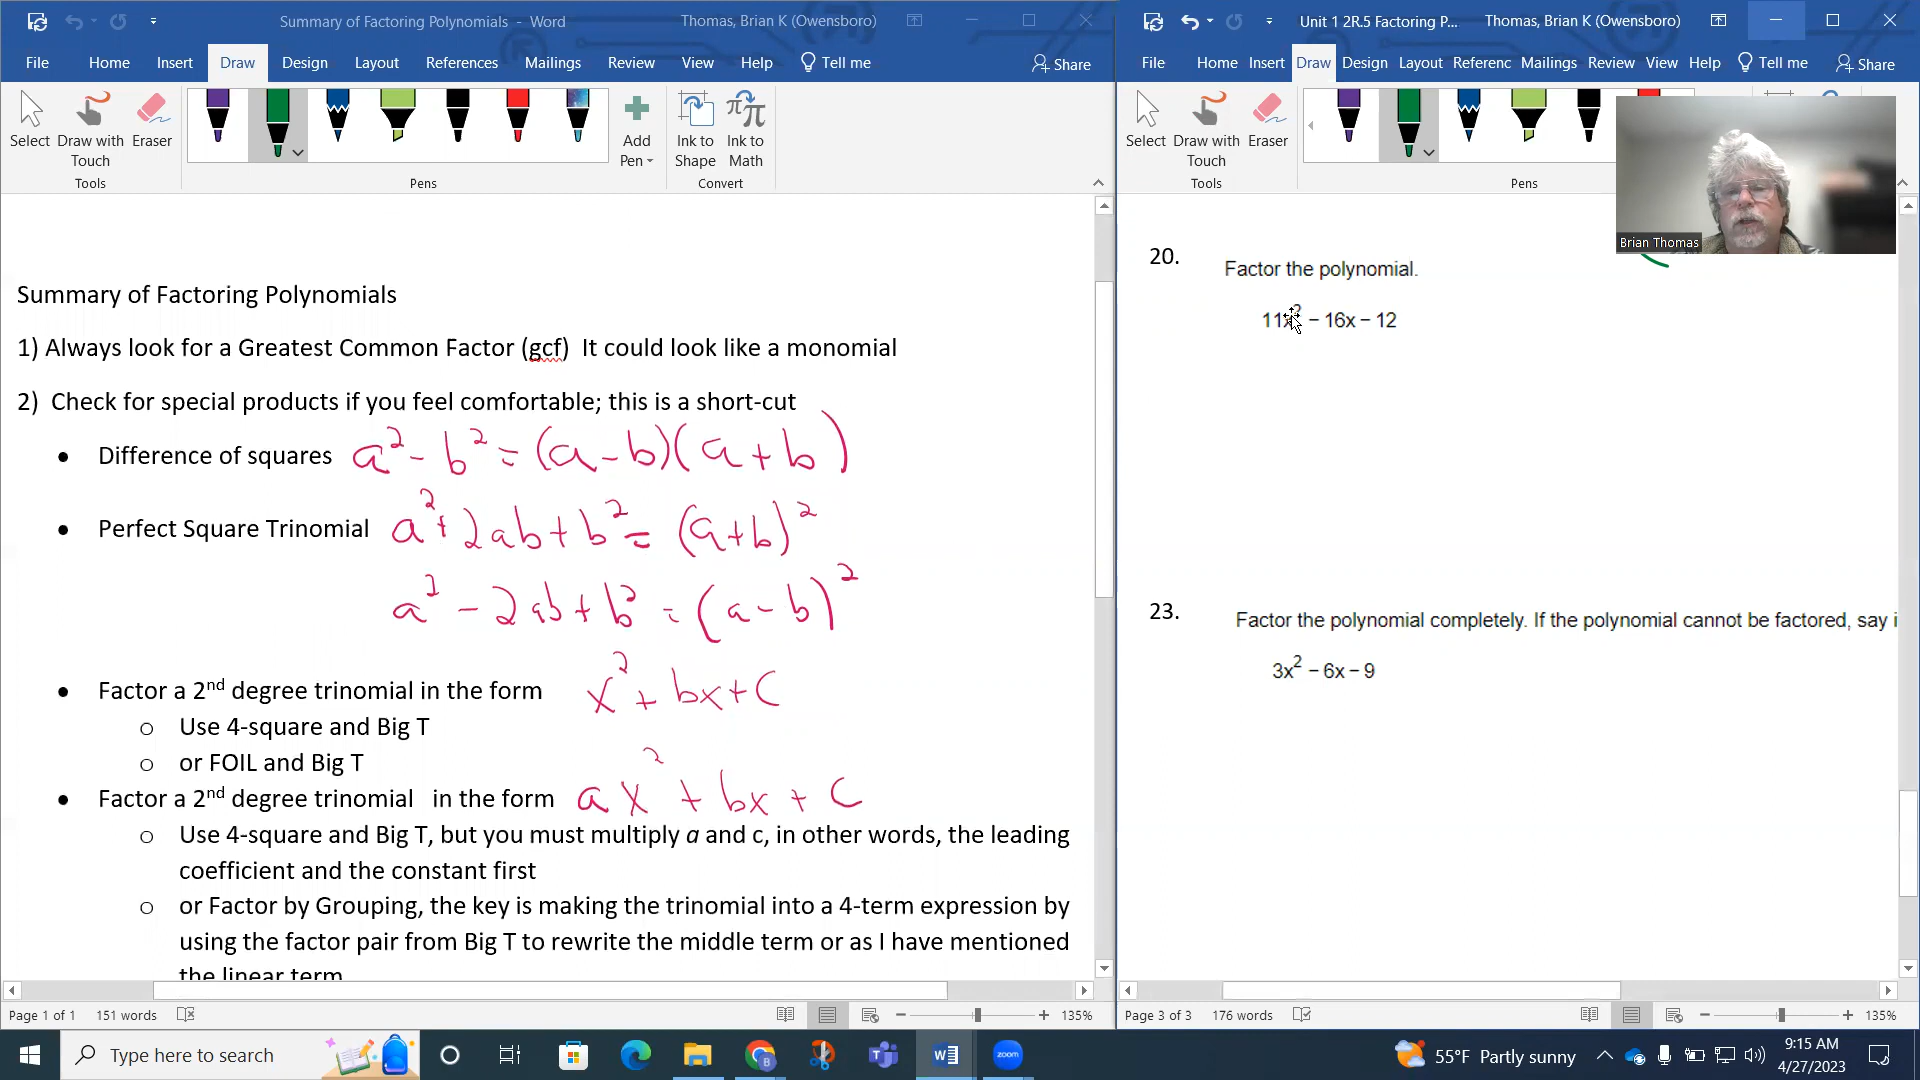 Summary of Factoring Polynomials - Word
Thomas, Brian K (Owensboro)
File Home Insert Draw Design Layout References Mailings Review View Help Tell me Share
Select Draw with Touch Eraser Add Pen Ink to Shape Ink to Math
Tools Pens Convert
Summary of Factoring Polynomials
1) Always look for a Greatest Common Factor (gcf) It could look like a monomial
2) Check for special products if you feel comfortable; this is a short-cut
• Difference of squares a² - b² = (a - b)(a + b)
• Perfect Square Trinomial a² + 2ab + b² = (a+b)²
a² - 2ab + b² = (a - b)²
• Factor a 2nd degree trinomial in the form x² + bx + c
o Use 4-square and Big T
o or FOIL and Big T
• Factor a 2nd degree trinomial in the form ax² + bx + c
o Use 4-square and Big T, but you must multiply a and c, in other words, the leading
coefficient and the constant first
o or Factor by Grouping, the key is making the trinomial into a 4-term expression by
using the factor pair from Big T to rewrite the middle term or as I have mentioned
the linear term
Page 1 of 1 151 words 135%
Unit 1 2R.5 Factoring P... Thomas, Brian K (Owensboro)
File Home Insert Draw Design Layout Referenc Mailings Review View Help Tell me Share
Select Draw with Touch Eraser
Tools Pens
Brian Thomas
20. Factor the polynomial.
11x² − 16x − 12
23. Factor the polynomial completely. If the polynomial cannot be factored, say i
3x² − 6x − 9
Page 3 of 3 176 words 135%
Type here to search
zoom
55°F Partly sunny
9:15 AM
4/27/2023